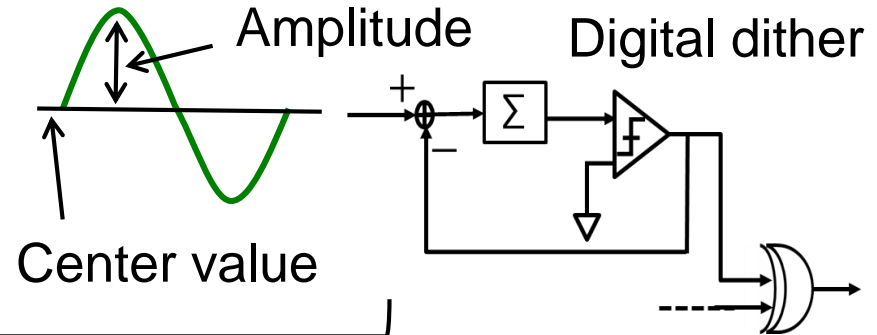 Amplitude
Digital dither
+
Σ
−
Center value